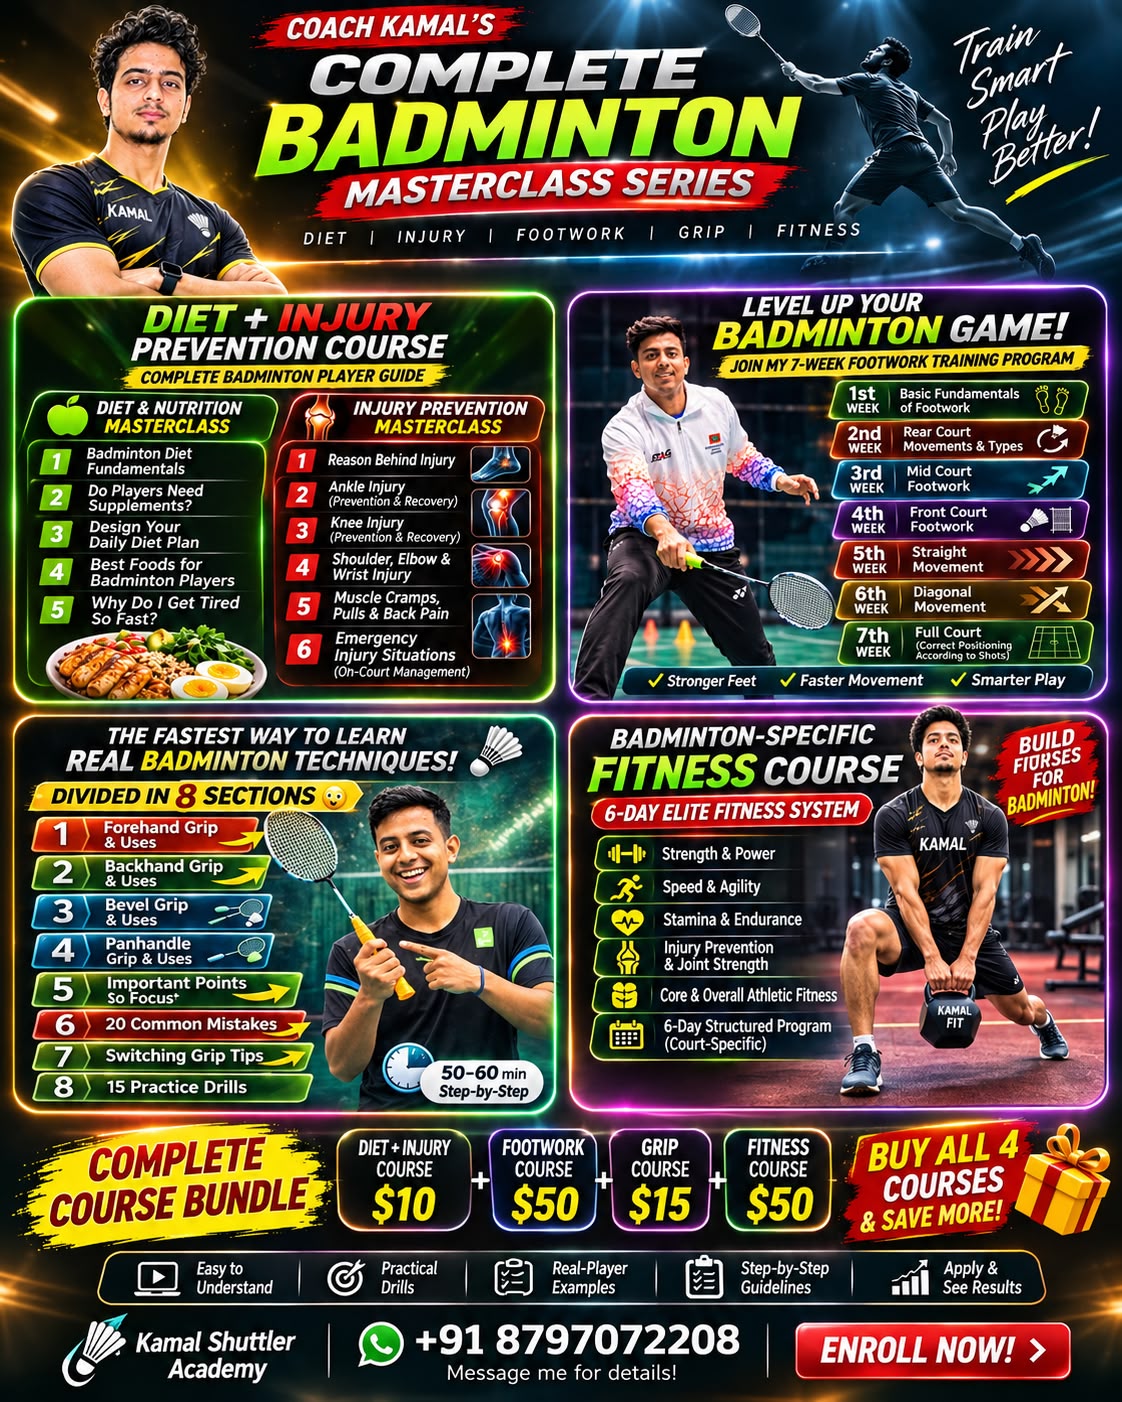 COACH KAMAL'S
COMPLETE
BADMINTON
MASTERCLASS SERIES
DIET | INJURY | FOOTWORK | GRIP | FITNESS
Train
Smart
Play
Better!
KAMAL
DIET + INJURY
PREVENTION COURSE
COMPLETE BADMINTON PLAYER GUIDE
DIET & NUTRITION
MASTERCLASS
1 Badminton Diet
Fundamentals
2 Do Players Need
Supplements?
3 Design Your
Daily Diet Plan
4 Best Foods for
Badminton Players
5 Why Do I Get Tired
So Fast?
INJURY PREVENTION
MASTERCLASS
1 Reason Behind Injury
2 Ankle Injury
(Prevention & Recovery)
3 Knee Injury
(Prevention & Recovery)
4 Shoulder, Elbow &
Wrist Injury
5 Muscle Cramps,
Pulls & Back Pain
6 Emergency
Injury Situations
(On-Court Management)
LEVEL UP YOUR
BADMINTON GAME!
JOIN MY 7-WEEK FOOTWORK TRAINING PROGRAM
1st WEEK Basic Fundamentals
of Footwork
2nd WEEK Rear Court
Movements & Types
3rd WEEK Mid Court
Footwork
4th WEEK Front Court
Footwork
5th WEEK Straight
Movement
6th WEEK Diagonal
Movement
7th WEEK Full Court
(Correct Positioning
According to Shots)
✓ Stronger Feet ✓ Faster Movement ✓ Smarter Play
THE FASTEST WAY TO LEARN
REAL BADMINTON TECHNIQUES!
DIVIDED IN 8 SECTIONS
1 Forehand Grip
& Uses
2 Backhand Grip
& Uses
3 Bevel Grip
& Uses
4 Panhandle
Grip & Uses
5 Important Points
So Focus*
6 20 Common Mistakes
7 Switching Grip Tips
8 15 Practice Drills
50-60 min
Step-by-Step
BADMINTON-SPECIFIC
FITNESS COURSE
6-DAY ELITE FITNESS SYSTEM
Strength & Power
Speed & Agility
Stamina & Endurance
Injury Prevention
& Joint Strength
Core & Overall Athletic Fitness
6-Day Structured Program
(Court-Specific)
BUILD
FOR
BADMINTON!
KAMAL
KAMAL
FIT
COMPLETE
COURSE BUNDLE
DIET + INJURY
COURSE
$10
+
FOOTWORK
COURSE
$50
+
GRIP
COURSE
$15
+
FITNESS
COURSE
$50
BUY ALL 4
COURSES
& SAVE MORE!
Easy to
Understand
Practical
Drills
Real-Player
Examples
Step-by-Step
Guidelines
Apply &
See Results
Kamal Shuttler
Academy
+91 8797072208
Message me for details!
ENROLL NOW!